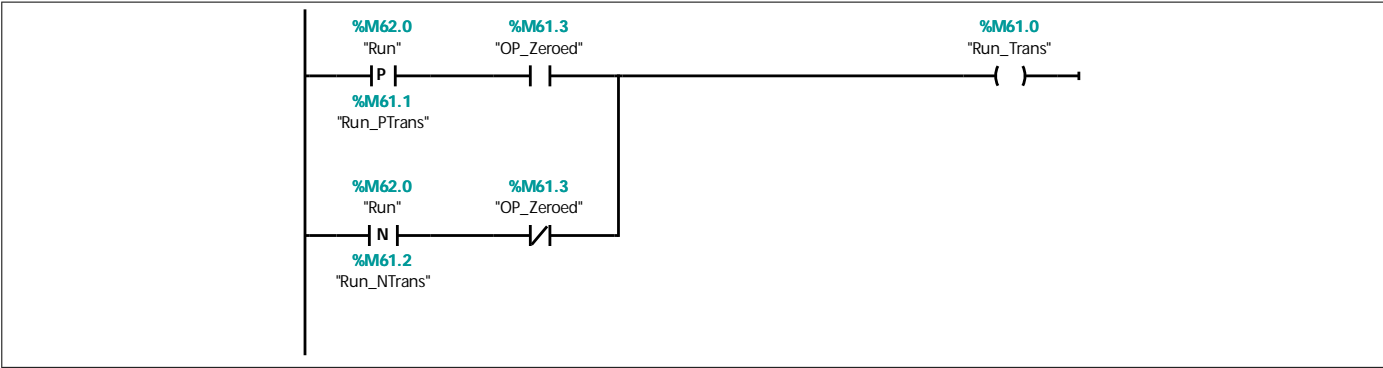 %M62.0 %M61.3 %M61.0
"Run" "OP_Zeroed" "Run_Trans"
P
%M61.1
"Run_PTrans"
%M62.0 %M61.3
"Run" "OP_Zeroed"
N
%M61.2
"Run_NTrans"